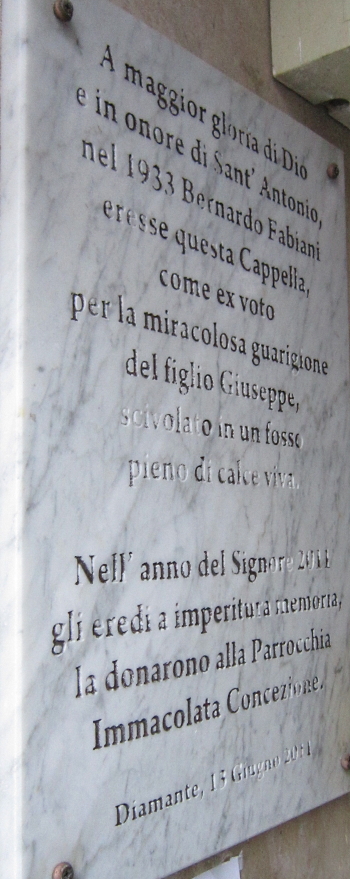 A maggior gloria di Dio
e in onore di Sant' Antonio,
nel 1933 Bernardo Fabiani
eresse questa Cappella,
come ex voto
per la miracolosa guarigione
del figlio Giuseppe,
scivolato in un fosso
pieno di calce viva.
Nell' anno del Signore 2011
gli eredi a imperitura memoria,
la donarono alla Parrocchia
Immacolata Concezione.
Diamante, 13 Giugno 2011